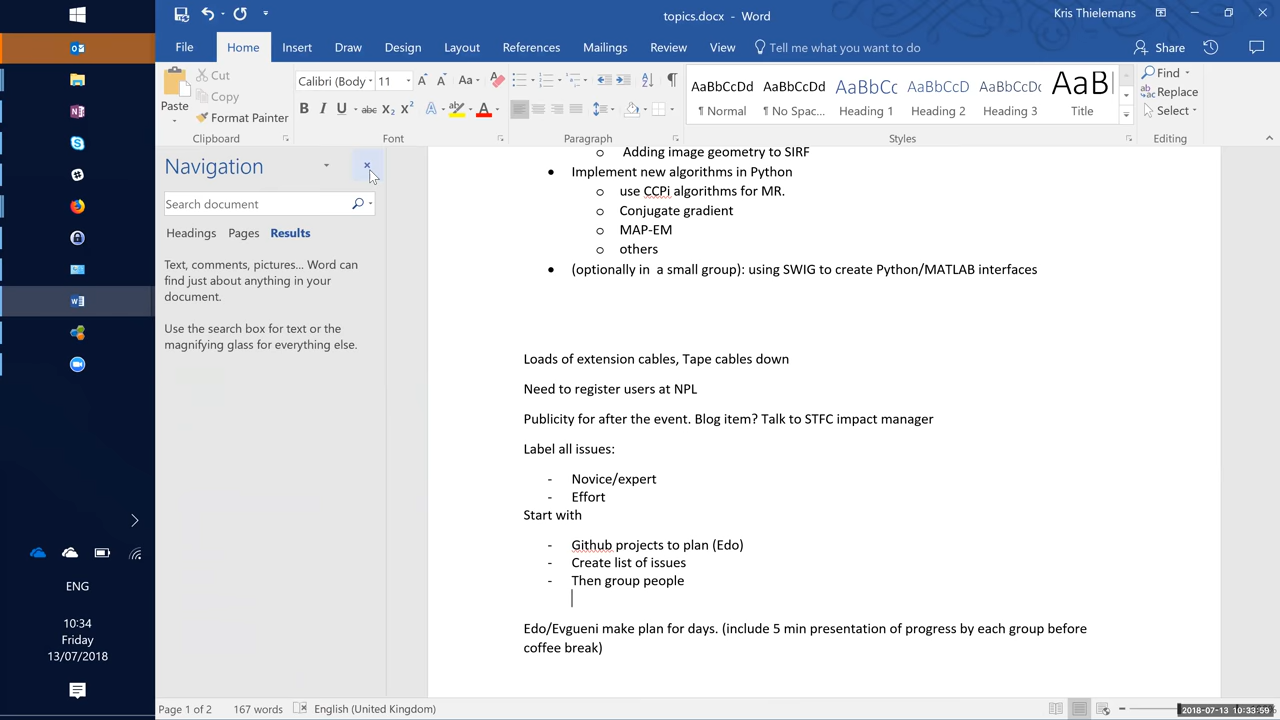 topics.docx - Word
Kris Thielemans
File Home Insert Draw Design Layout References Mailings Review View Tell me what you want to do Share
Paste
Cut
Copy
Format Painter
Clipboard
Calibri (Body 11
Font
Paragraph
AaBbCcDd AaBbCcDd AaBbCc AaBbCcD AaBbCcDc AaB
¶ Normal ¶ No Spac... Heading 1 Heading 2 Heading 3 Title
Styles
Find
Replace
Select
Editing
Navigation
Search document
Headings Pages Results
Text, comments, pictures... Word can
find just about anything in your
document.
Use the search box for text or the
magnifying glass for everything else.
o Adding image geometry to SIRF
• Implement new algorithms in Python
o use CCPi algorithms for MR.
o Conjugate gradient
o MAP-EM
o others
• (optionally in a small group): using SWIG to create Python/MATLAB interfaces
Loads of extension cables, Tape cables down
Need to register users at NPL
Publicity for after the event. Blog item? Talk to STFC impact manager
Label all issues:
- Novice/expert
- Effort
Start with
- Github projects to plan (Edo)
- Create list of issues
- Then group people
Edo/Evgueni make plan for days. (include 5 min presentation of progress by each group before
coffee break)
ENG
10:34
Friday
13/07/2018
Page 1 of 2 167 words English (United Kingdom)
2018-07-13 10:33:59